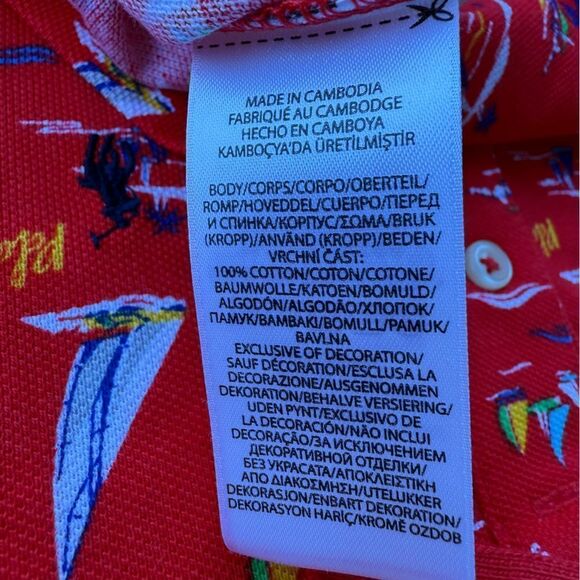 MADE IN CAMBODIA
FABRIQUÉ AU CAMBODGE
HECHO EN CAMBOYA
KAMBOÇYA'DA ÜRETİLMİŞTİR
BODY/CORPS/CORPO/OBERTEIL/
ROMP/HOVEDDEL/CUERPO/ПЕРЕД
И СПИНКА/КОРПУС/ΣΩΜΑ/BRUK
(KROPP)/ANVÄND (KROPP)/BEDEN/
VRCHNÍ ČÁST:
100% COTTON/COTON/COTONE/
BAUMWOLLE/KATOEN/BOMULD/
ALGODÓN/ALGODÃO/ХЛОПОК/
ПАМУК/ΒΑΜΒΑΚΙ/BOMULL/PAMUK/
BAVLNA
EXCLUSIVE OF DECORATION/
SAUF DÉCORATION/ESCLUSA LA
DECORAZIONE/AUSGENOMMEN
DEKORATION/BEHALVE VERSIERING/
UDEN PYNT/EXCLUSIVO DE
LA DECORACIÓN/NÃO INCLUI
DECORAÇÃO/ЗА ИСКЛЮЧЕНИЕМ
ДЕКОРАТИВНОЙ ОТДЕЛКИ/
БЕЗ УКРАСАТА/ΑΠΟΚΛΕΙΣΤΙΚΗ
ΑΠΟ ΔΙΑΚΟΣΜΗΣΗ/UTELUKKER
DEKORASJON/ENBART DEKORATION/
DEKORASYON HARİÇ/KROMĚ OZDOB